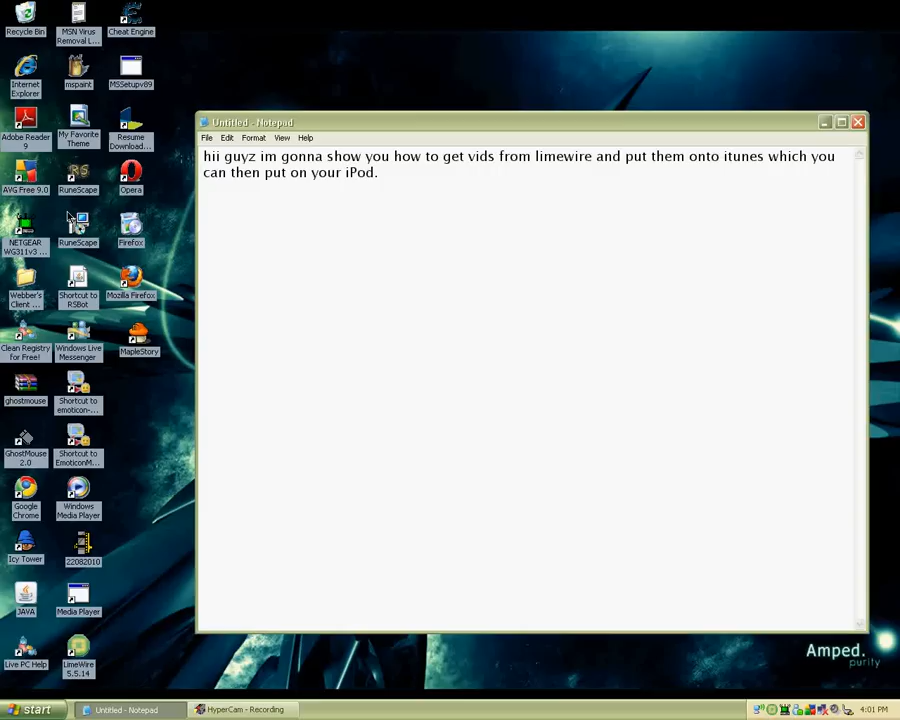 Recycle Bin
MSN Virus
Removal L...
Cheat Engine
Internet
Explorer
mspaint
MSSetupv89
Adobe Reader
9
My Favorite
Theme
Resume
Download...
AVG Free 9.0
RuneScape
Opera
NETGEAR
WG311v3 ...
RuneScape
Firefox
Webber's
Client ...
Shortcut to
RSBot
Mozilla Firefox
Clean Registry
for Free!
Windows Live
Messenger
MapleStory
ghostmouse
Shortcut to
emoticon-...
GhostMouse
2.0
Shortcut to
EmoticonM...
Google
Chrome
Windows
Media Player
Icy Tower
22082010
JAVA
Media Player
Live PC Help
LimeWire
5.5.14
Untitled - Notepad
File Edit Format View Help
hii guyz im gonna show you how to get vids from limewire and put them onto itunes which you
can then put on your iPod.
Amped.
purity
start
Untitled - Notepad
HyperCam - Recording
4:01 PM